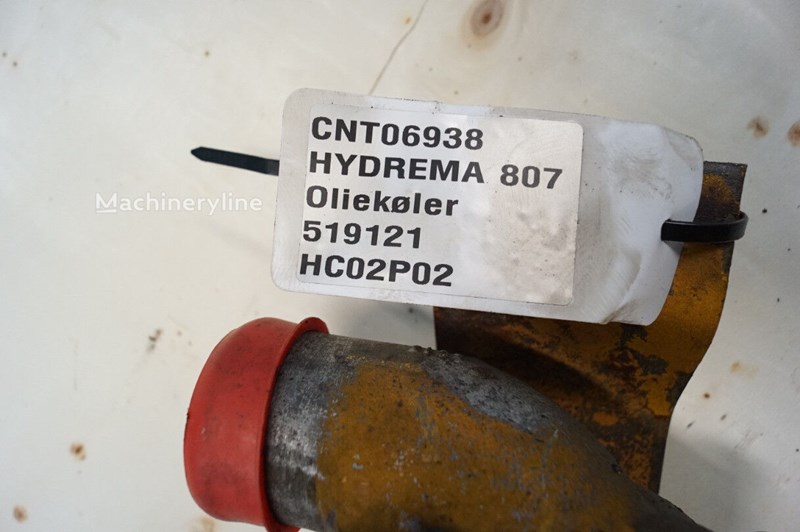 CNT06938
HYDREMA 807
Oliekøler
519121
HC02P02
Machineryline